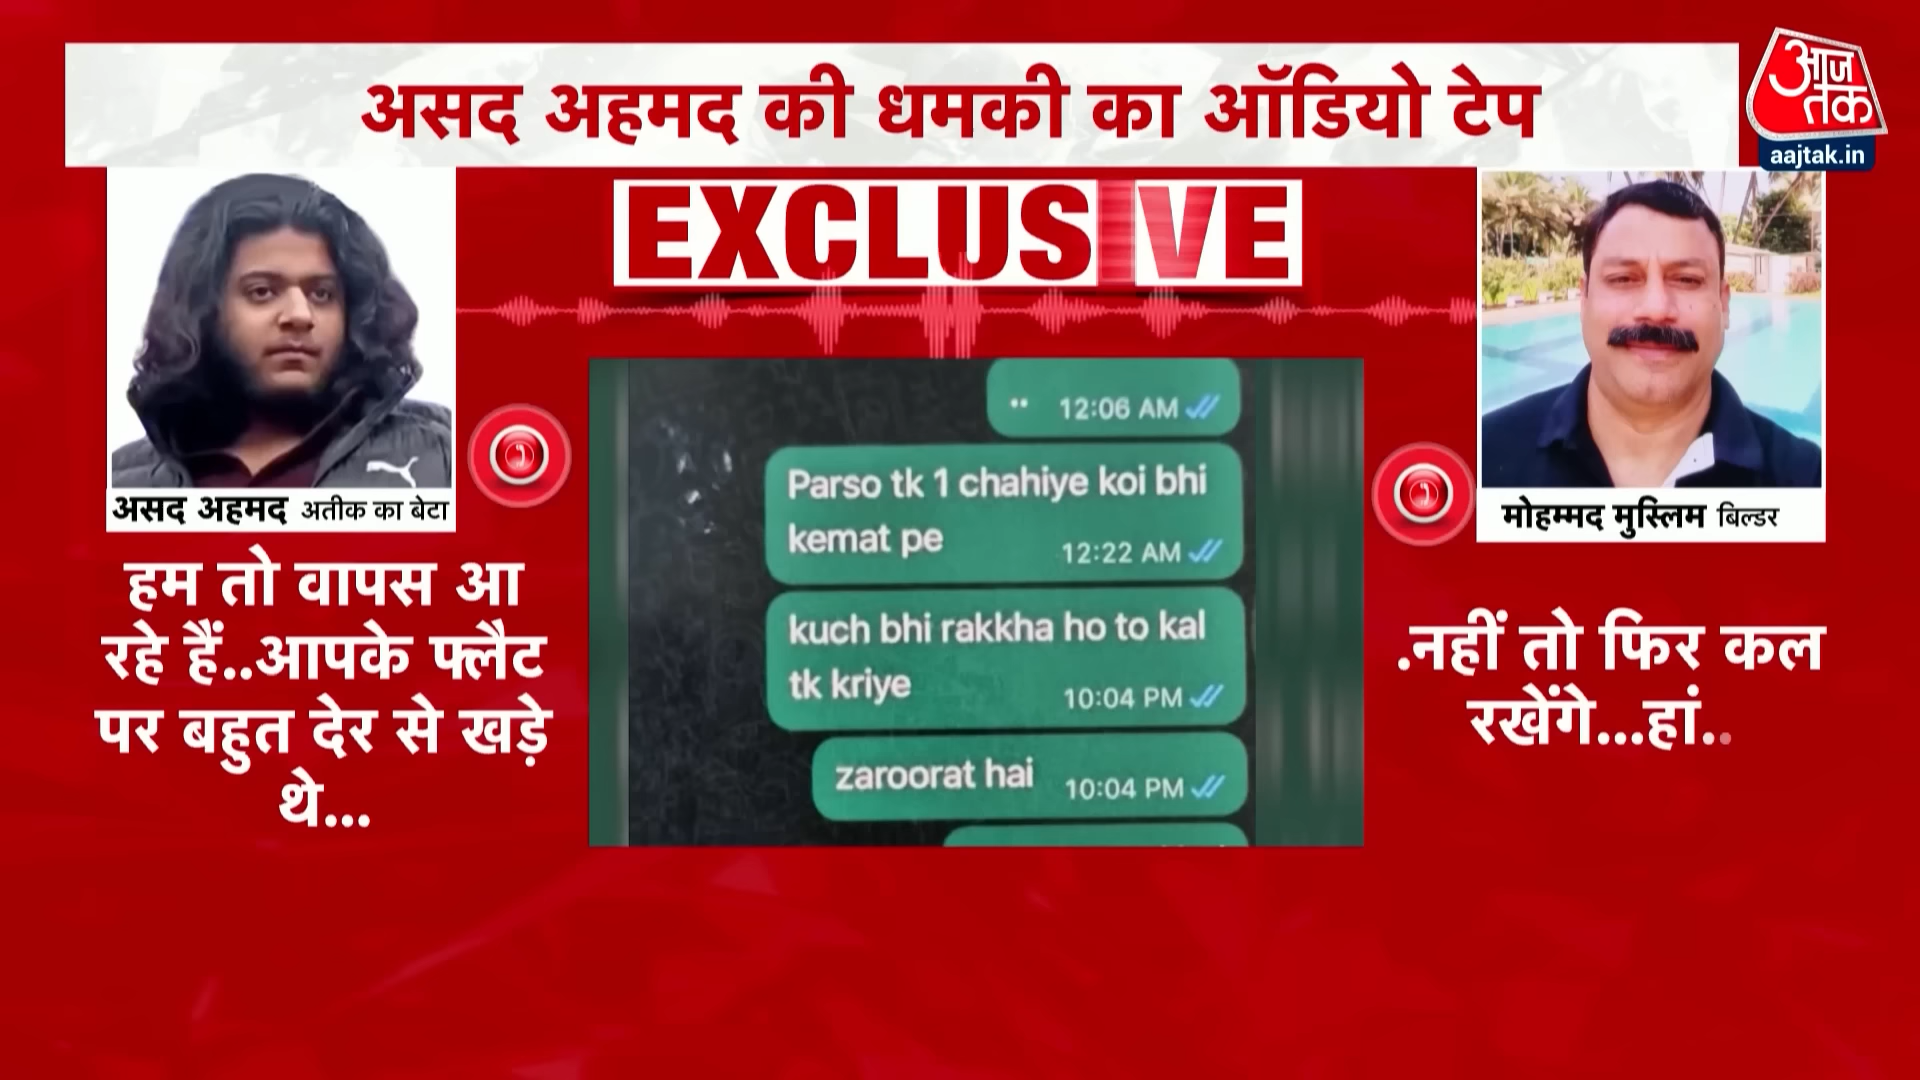 असद अहमद की धमकी का ऑडियो टेप
आज
तक
aajtak.in
EXCLUSIVE
असद अहमद अतीक का बेटा
हम तो वापस आ
रहे हैं..आपके फ्लैट
पर बहुत देर से खड़े
थे...
.. 12:06 AM
Parso tk 1 chahiye koi bhi
kemat pe 12:22 AM
kuch bhi rakkha ho to kal
tk kriye 10:04 PM
zaroorat hai 10:04 PM
मोहम्मद मुस्लिम बिल्डर
.नहीं तो फिर कल
रखेंगे...हां..